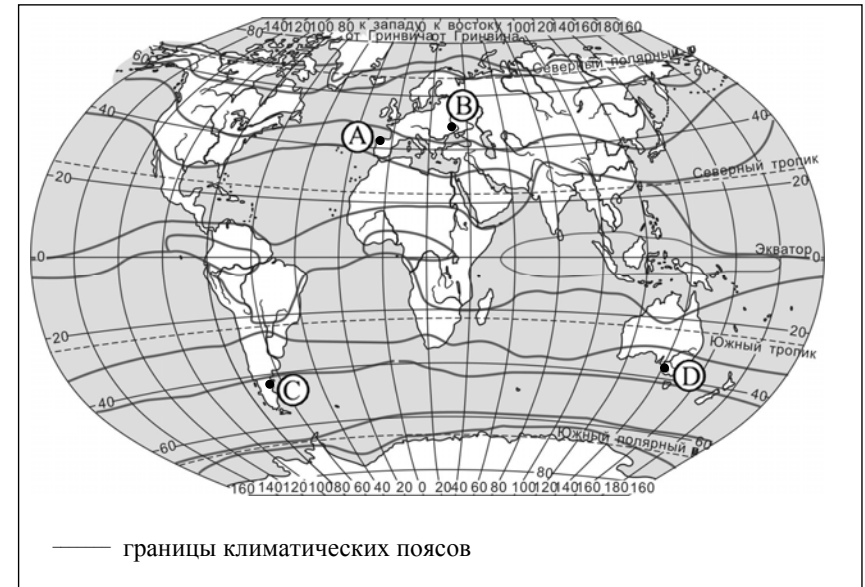 80 140 120 100 80 к западу к востоку 100 120 140 160 180 160
от Гринвича от Гринвича
60 Северный полярный 60
40 40
B
A
Северный тропик
20 20
Экватор
0 0
20 20
Южный тропик
D
C
40 40
60 Южный полярный 60
80
160 140 120 100 80 60 40 20 0 20 40 60 80 100 120 140 160 180 160
границы климатических поясов